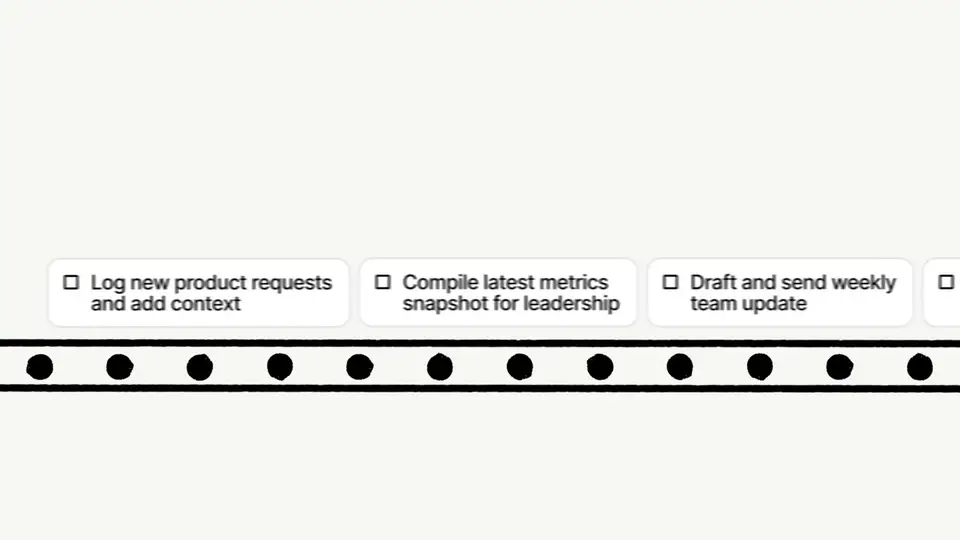 Log new product requests
and add context
Compile latest metrics
snapshot for leadership
Draft and send weekly
team update